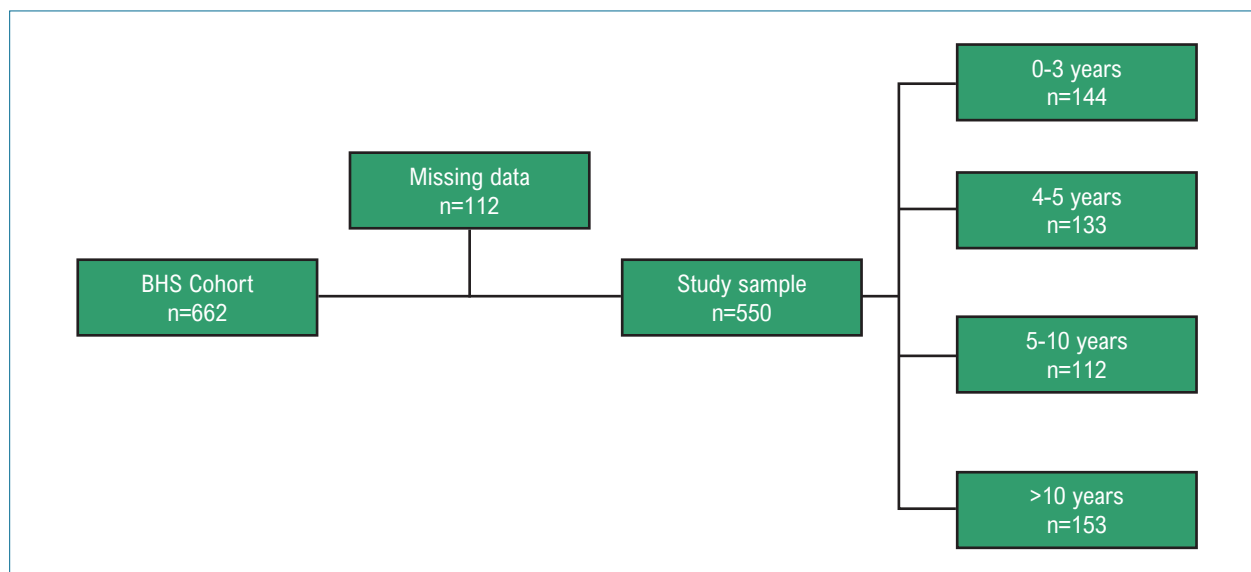 BHS Cohort
n=662
Missing data
n=112
Study sample
n=550
0-3 years
n=144
4-5 years
n=133
5-10 years
n=112
>10 years
n=153